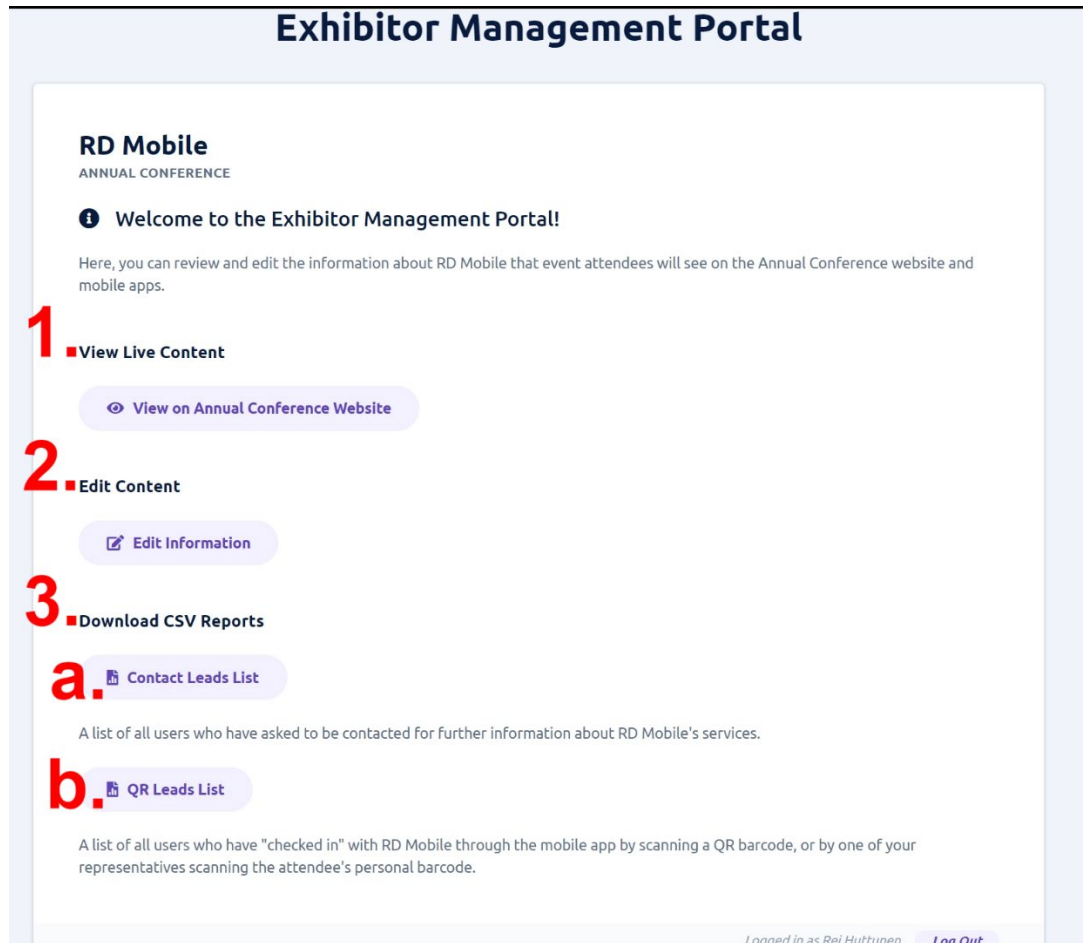 Exhibitor Management Portal
RD Mobile
ANNUAL CONFERENCE
Welcome to the Exhibitor Management Portal!
Here, you can review and edit the information about RD Mobile that event attendees will see on the Annual Conference website and
mobile apps.
1.
View Live Content
View on Annual Conference Website
2.
Edit Content
Edit Information
3.
Download CSV Reports
a.
Contact Leads List
A list of all users who have asked to be contacted for further information about RD Mobile's services.
b.
QR Leads List
A list of all users who have "checked in" with RD Mobile through the mobile app by scanning a QR barcode, or by one of your
representatives scanning the attendee's personal barcode.
Logged in as Rei Huttunen Log Out